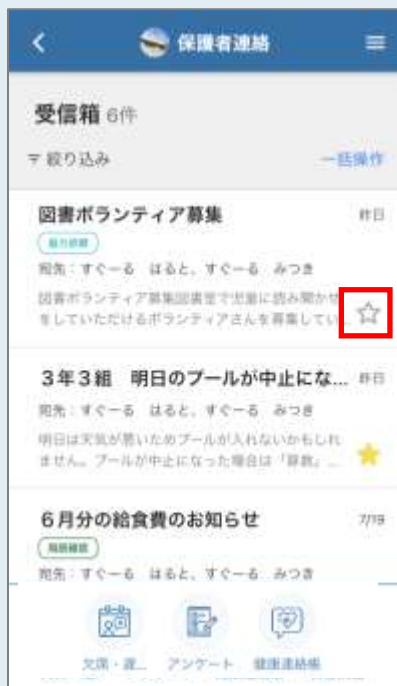 保護者連絡
受信箱 6件
絞り込み
一括操作
図書ボランティア募集
昨日
協力依頼
宛先：すぐーる はると、すぐーる みつき
図書ボランティア募集図書室で児童に読み聞かせ
をしていただけるボランティアさんを募集してい...
3年3組 明日のプールが中止にな...
昨日
宛先：すぐーる はると、すぐーる みつき
明日は天気が悪いためプールが入れないかもしれ
ません。プールが中止になった場合は「算数」...
6月分の給食費のお知らせ
7/19
宛先：すぐーる はると、すぐーる みつき
欠席・遅...
アンケート
健康連絡帳